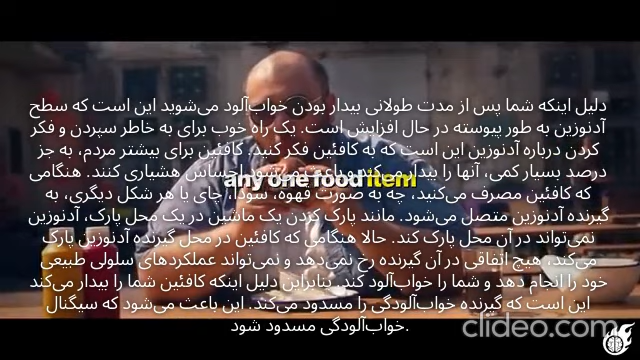 دلیل اینکه شما پس از مدت طولانی بیدار بودن خواب‌آلود می‌شوید این است که سطح
آدنوزین به طور پیوسته در حال افزایش است. یک راه خوب برای به خاطر سپردن و فکر
کردن درباره آدنوزین این است که به کافئین فکر کنید. کافئین برای بیشتر مردم، به جز
درصد بسیار کمی، آنها را بیدار می‌کند و باعث می‌شود احساس هشیاری کنند. هنگامی
any one food item
که کافئین مصرف می‌کنید، چه به صورت قهوه، سودا، چای یا هر شکل دیگری، به
گیرنده آدنوزین متصل می‌شود. مانند پارک کردن یک ماشین در یک محل پارک، آدنوزین
نمی‌تواند در آن محل پارک کند. حالا هنگامی که کافئین در محل گیرنده آدنوزین پارک
می‌کند، هیچ اتفاقی در آن گیرنده رخ نمی‌دهد و نمی‌تواند عملکردهای سلولی طبیعی
خود را انجام دهد و شما را خواب‌آلود کند. بنابراین دلیل اینکه کافئین شما را بیدار می‌کند
این است که گیرنده خواب‌آلودگی را مسدود می‌کند. این باعث می‌شود که سیگنال
خواب‌آلودگی مسدود شود.
clideo.com